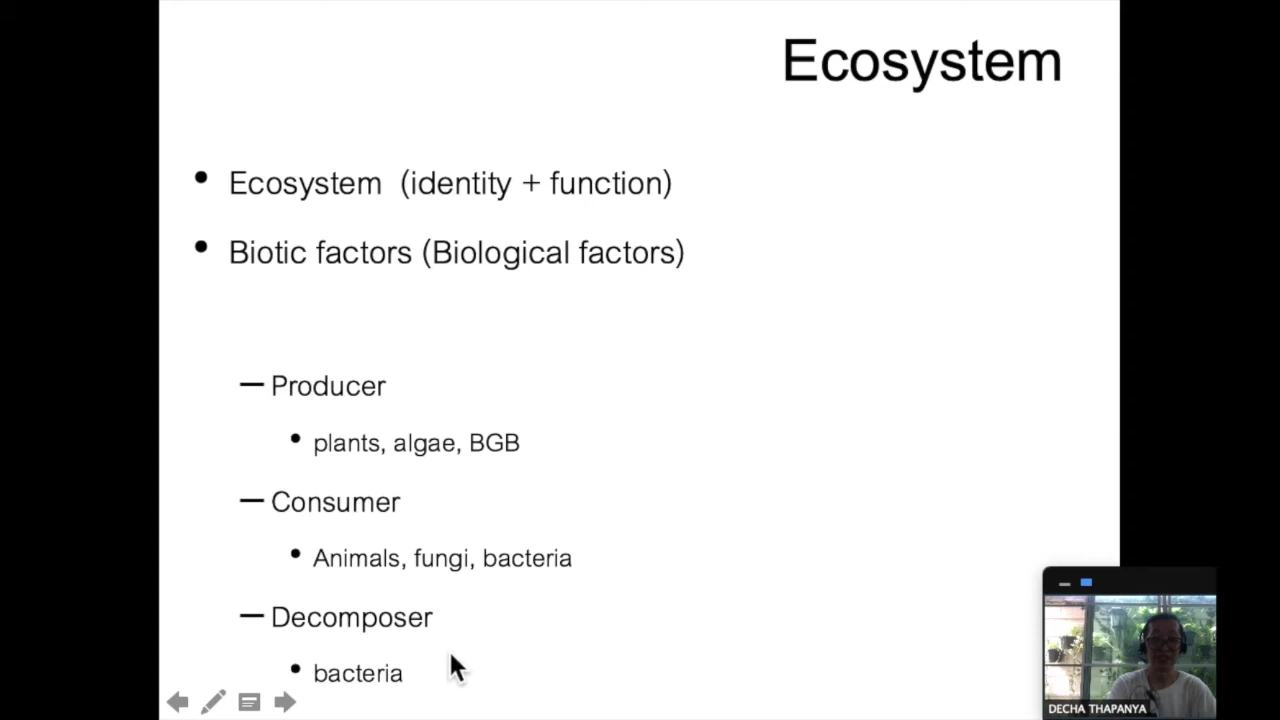 Ecosystem
• Ecosystem (identity + function)
• Biotic factors (Biological factors)
– Producer
• plants, algae, BGB
– Consumer
• Animals, fungi, bacteria
– Decomposer
• bacteria
DECHA THAPANYA